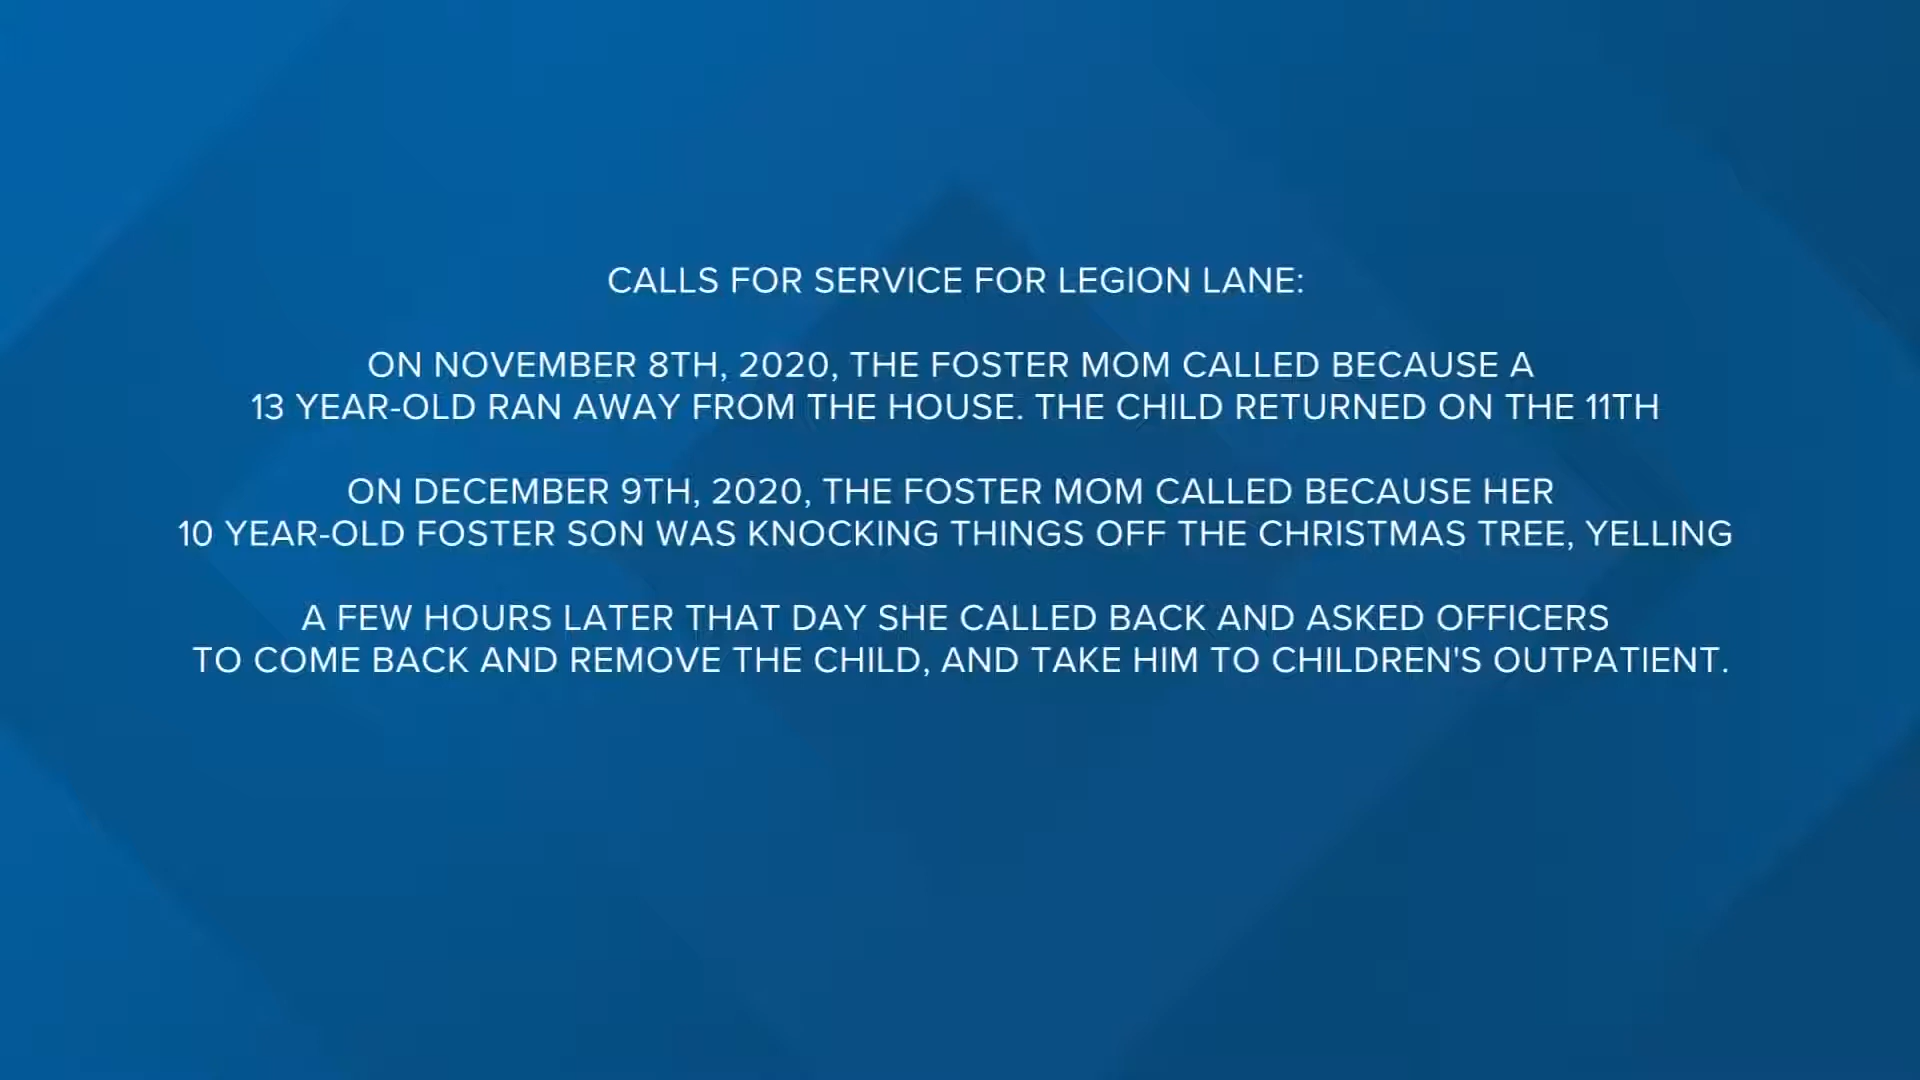 CALLS FOR SERVICE FOR LEGION LANE:
ON NOVEMBER 8TH, 2020, THE FOSTER MOM CALLED BECAUSE A
13 YEAR-OLD RAN AWAY FROM THE HOUSE. THE CHILD RETURNED ON THE 11TH
ON DECEMBER 9TH, 2020, THE FOSTER MOM CALLED BECAUSE HER
10 YEAR-OLD FOSTER SON WAS KNOCKING THINGS OFF THE CHRISTMAS TREE, YELLING
A FEW HOURS LATER THAT DAY SHE CALLED BACK AND ASKED OFFICERS
TO COME BACK AND REMOVE THE CHILD, AND TAKE HIM TO CHILDREN'S OUTPATIENT.